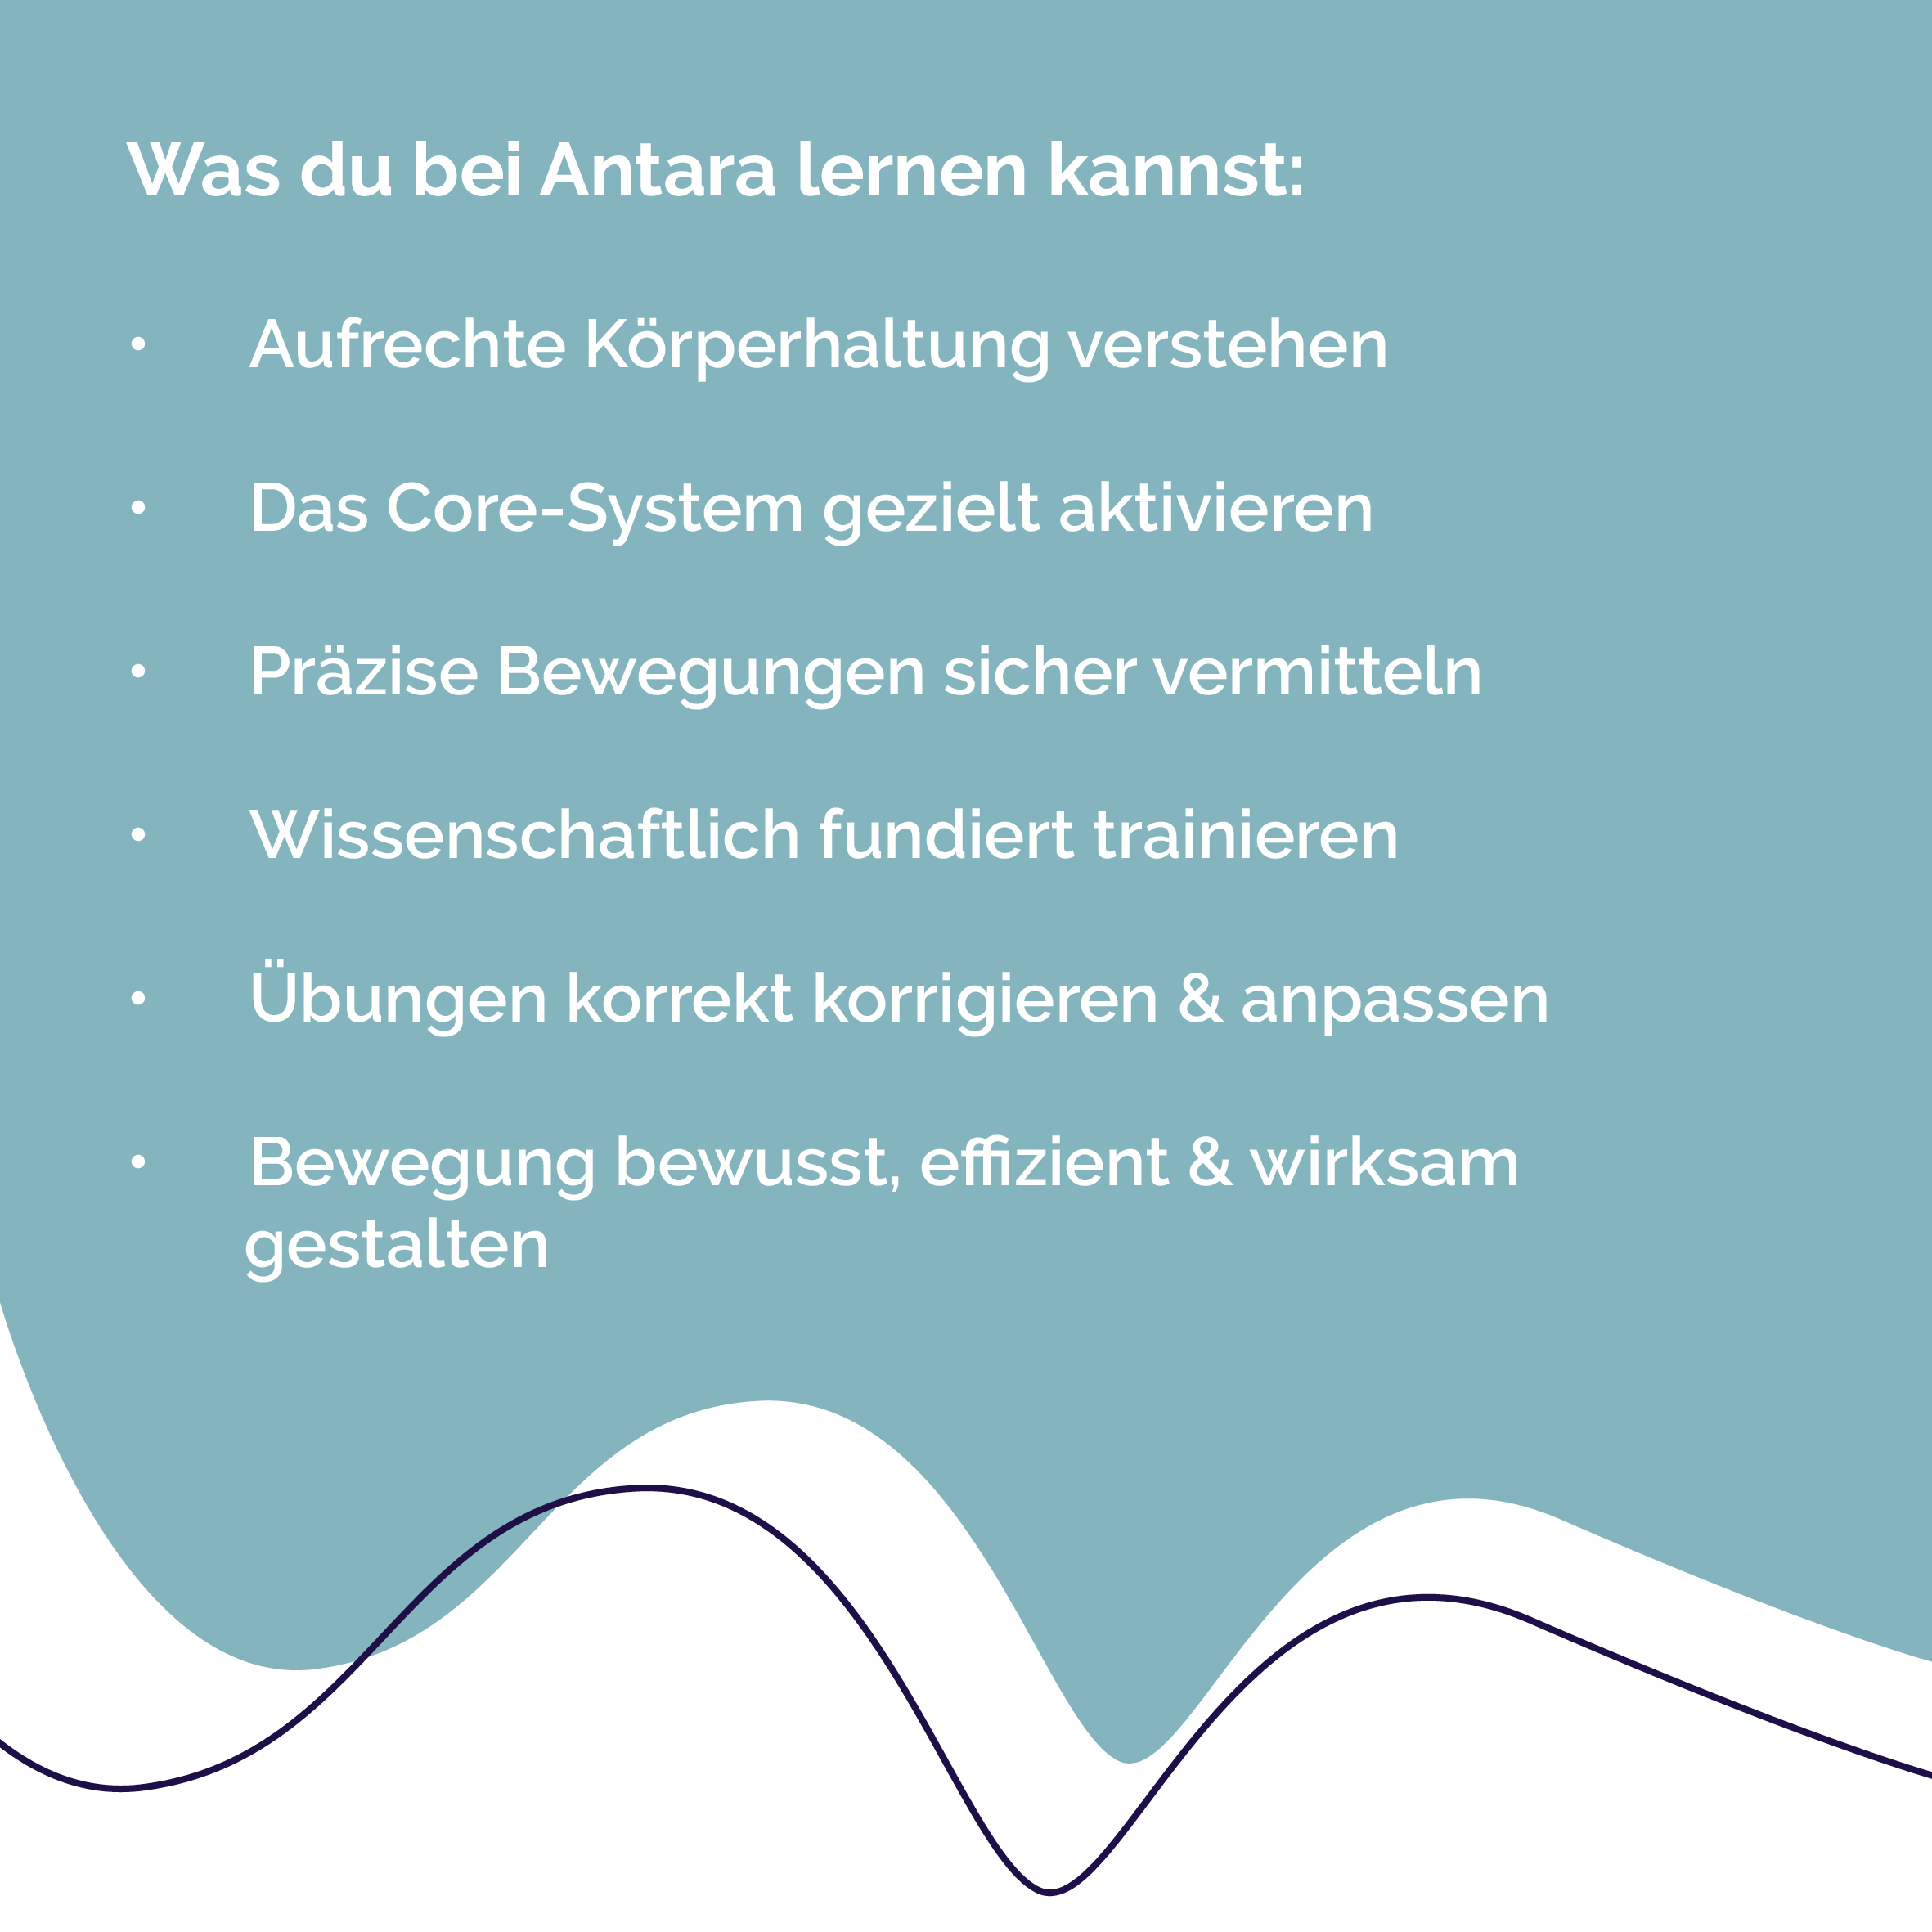 Was du bei Antara lernen kannst:
• Aufrechte Körperhaltung verstehen
• Das Core-System gezielt aktivieren
• Präzise Bewegungen sicher vermitteln
• Wissenschaftlich fundiert trainieren
• Übungen korrekt korrigieren & anpassen
• Bewegung bewusst, effizient & wirksam
gestalten